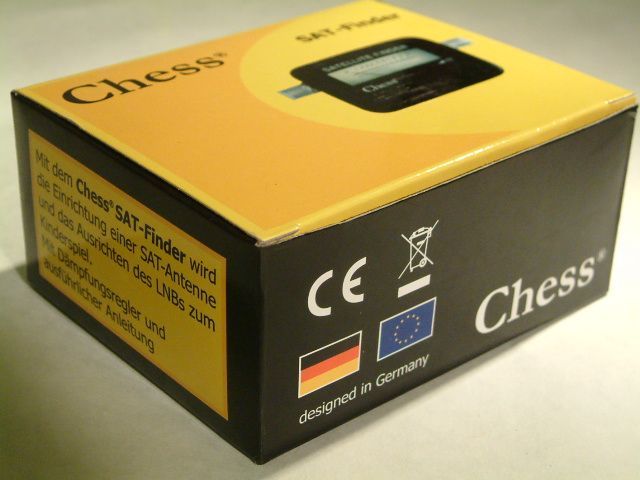 Chess®
SAT-Finder
SATELLITE FINDER
Chess®
Mit dem Chess® SAT-Finder wird
die Einrichtung einer SAT-Antenne
und das Ausrichten des LNBs zum
Kinderspiel.
Mit Dämpfungsregler und
ausführlicher Anleitung
CE
designed in Germany
Chess®